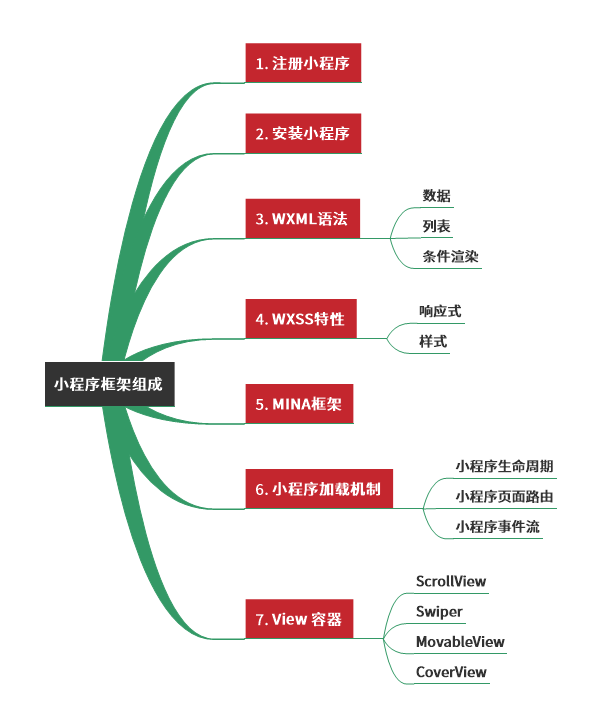 小程序框架组成
1. 注册小程序
2. 安装小程序
3. WXML语法
数据
列表
条件渲染
4. WXSS特性
响应式
样式
5. MINA框架
6. 小程序加载机制
小程序生命周期
小程序页面路由
小程序事件流
7. View 容器
ScrollView
Swiper
MovableView
CoverView